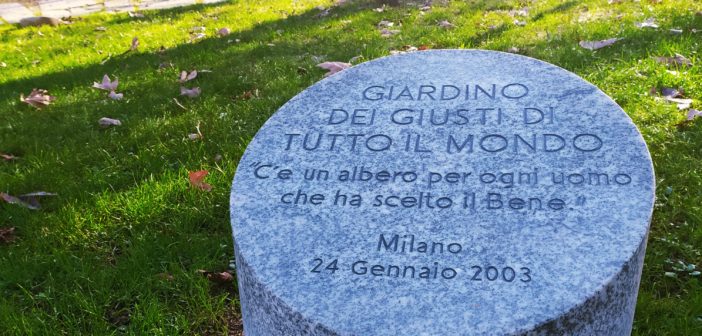 GIARDINO
DEI GIUSTI DI
TUTTO IL MONDO
"C'e un albero per ogni uomo
che ha scelto il Bene"
Milano
24 Gennaio 2003